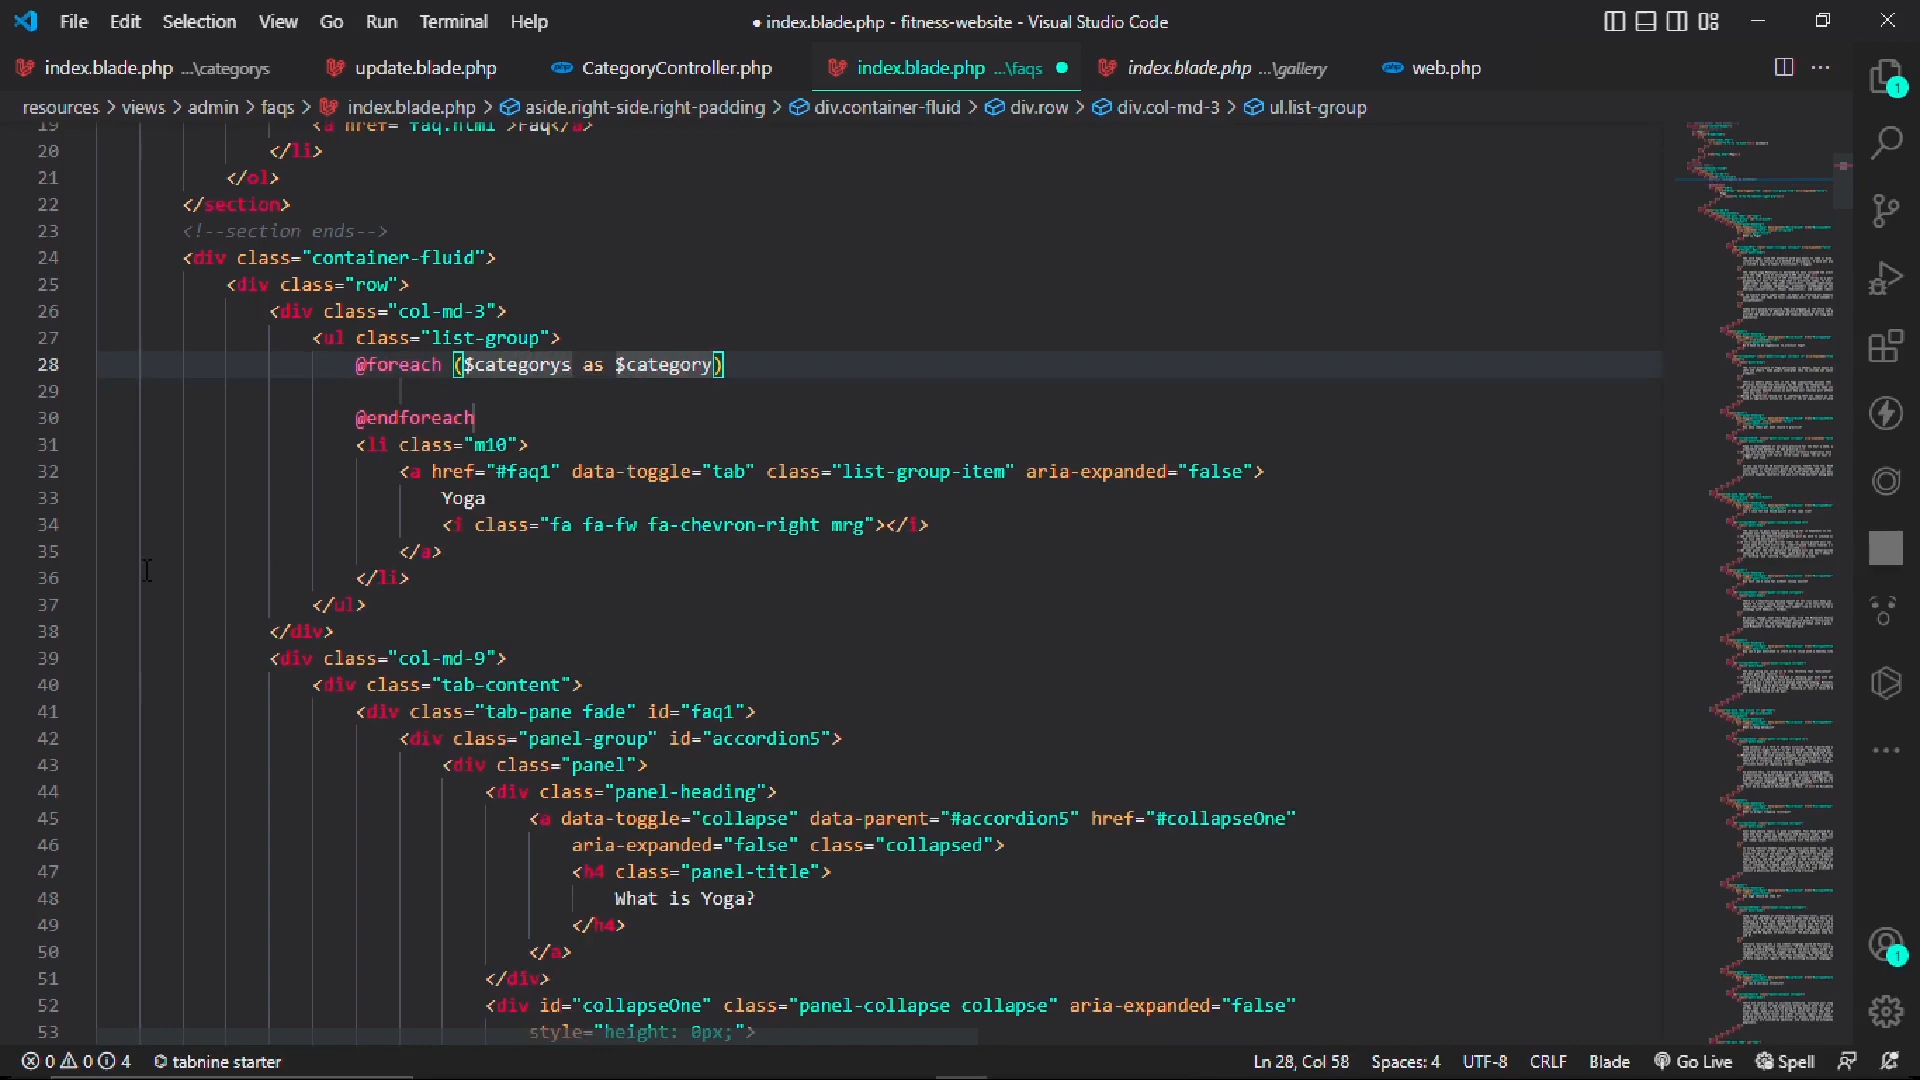 File Edit Selection View Go Run Terminal Help
● index.blade.php - fitness-website - Visual Studio Code
index.blade.php ...\categorys update.blade.php php CategoryController.php index.blade.php ...\faqs ● index.blade.php ...\gallery php web.php
resources > views > admin > faqs > index.blade.php > aside.right-side.right-padding > div.container-fluid > div.row > div.col-md-3 > ul.list-group
19 <a href="faq.html">Faq</a>
20 </li>
21 </ol>
22 </section>
23 <!--section ends-->
24 <div class="container-fluid">
25 <div class="row">
26 <div class="col-md-3">
27 <ul class="list-group">
28 @foreach ($categorys as $category)
29
30 @endforeach
31 <li class="m10">
32 <a href="#faq1" data-toggle="tab" class="list-group-item" aria-expanded="false">
33 Yoga
34 <i class="fa fa-fw fa-chevron-right mrg"></i>
35 </a>
36 </li>
37 </ul>
38 </div>
39 <div class="col-md-9">
40 <div class="tab-content">
41 <div class="tab-pane fade" id="faq1">
42 <div class="panel-group" id="accordion5">
43 <div class="panel">
44 <div class="panel-heading">
45 <a data-toggle="collapse" data-parent="#accordion5" href="#collapseOne"
46 aria-expanded="false" class="collapsed">
47 <h4 class="panel-title">
48 What is Yoga?
49 </h4>
50 </a>
51 </div>
52 <div id="collapseOne" class="panel-collapse collapse" aria-expanded="false"
53 style="height: 0px;">
1
1
0 0 4 tabnine starter Ln 28, Col 58 Spaces: 4 UTF-8 CRLF Blade Go Live Spell